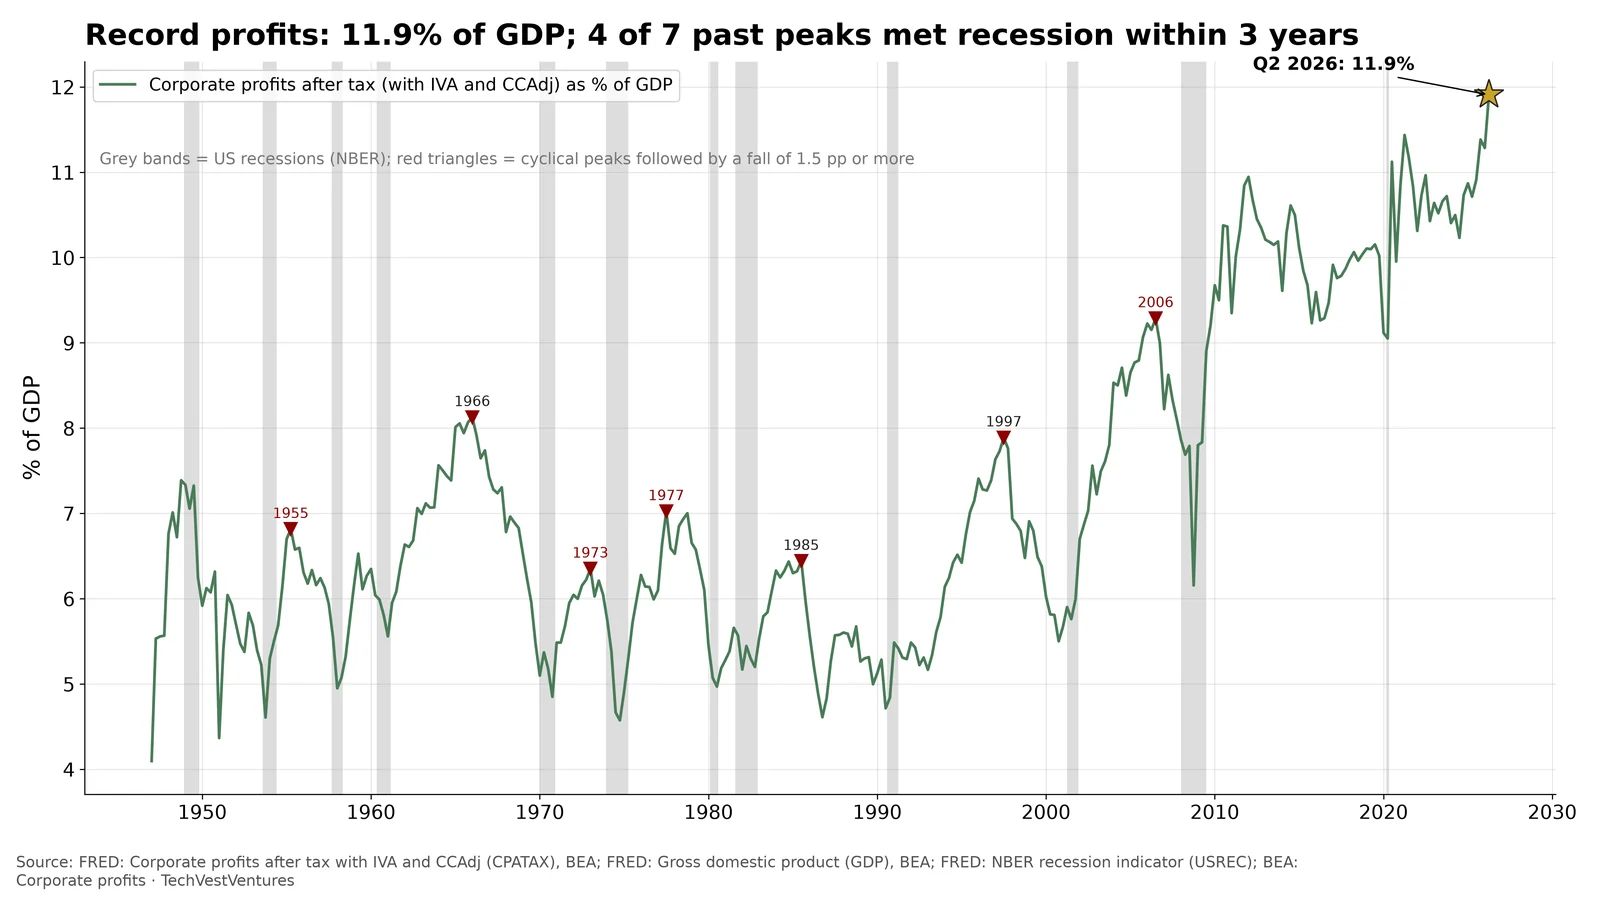 Record profits: 11.9% of GDP; 4 of 7 past peaks met recession within 3 years
Q2 2026: 11.9%
Corporate profits after tax (with IVA and CCAdj) as % of GDP
Grey bands = US recessions (NBER); red triangles = cyclical peaks followed by a fall of 1.5 pp or more
% of GDP
12
11
10
9
8
7
6
5
4
1955
1966
1973
1977
1985
1997
2006
1950 1960 1970 1980 1990 2000 2010 2020 2030
Source: FRED: Corporate profits after tax with IVA and CCAdj (CPATAX), BEA; FRED: Gross domestic product (GDP), BEA; FRED: NBER recession indicator (USREC); BEA:
Corporate profits · TechVestVentures